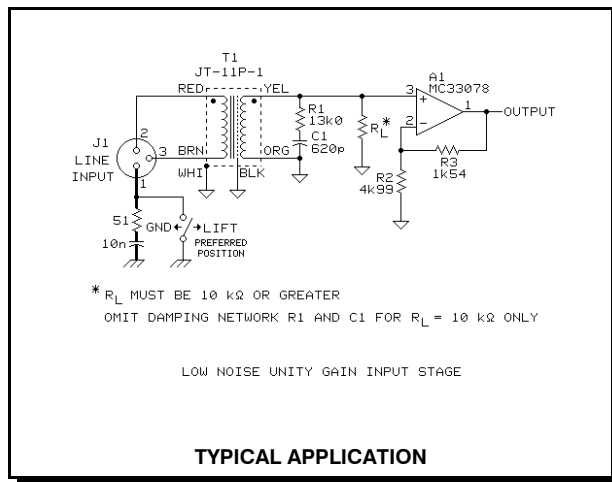 T1
JT-11P-1
RED
YEL
A1
MC33078
3
1
OUTPUT
+
2
−
R1
13k0
C1
620p
R
L
*
J1
LINE
INPUT
2
3
1
BRN
ORG
WHI
BLK
R3
1k54
R2
4k99
51
10n
GND
LIFT
PREFERRED
POSITION
* RL MUST BE 10 kΩ OR GREATER
OMIT DAMPING NETWORK R1 AND C1 FOR RL = 10 kΩ ONLY
LOW NOISE UNITY GAIN INPUT STAGE
TYPICAL APPLICATION